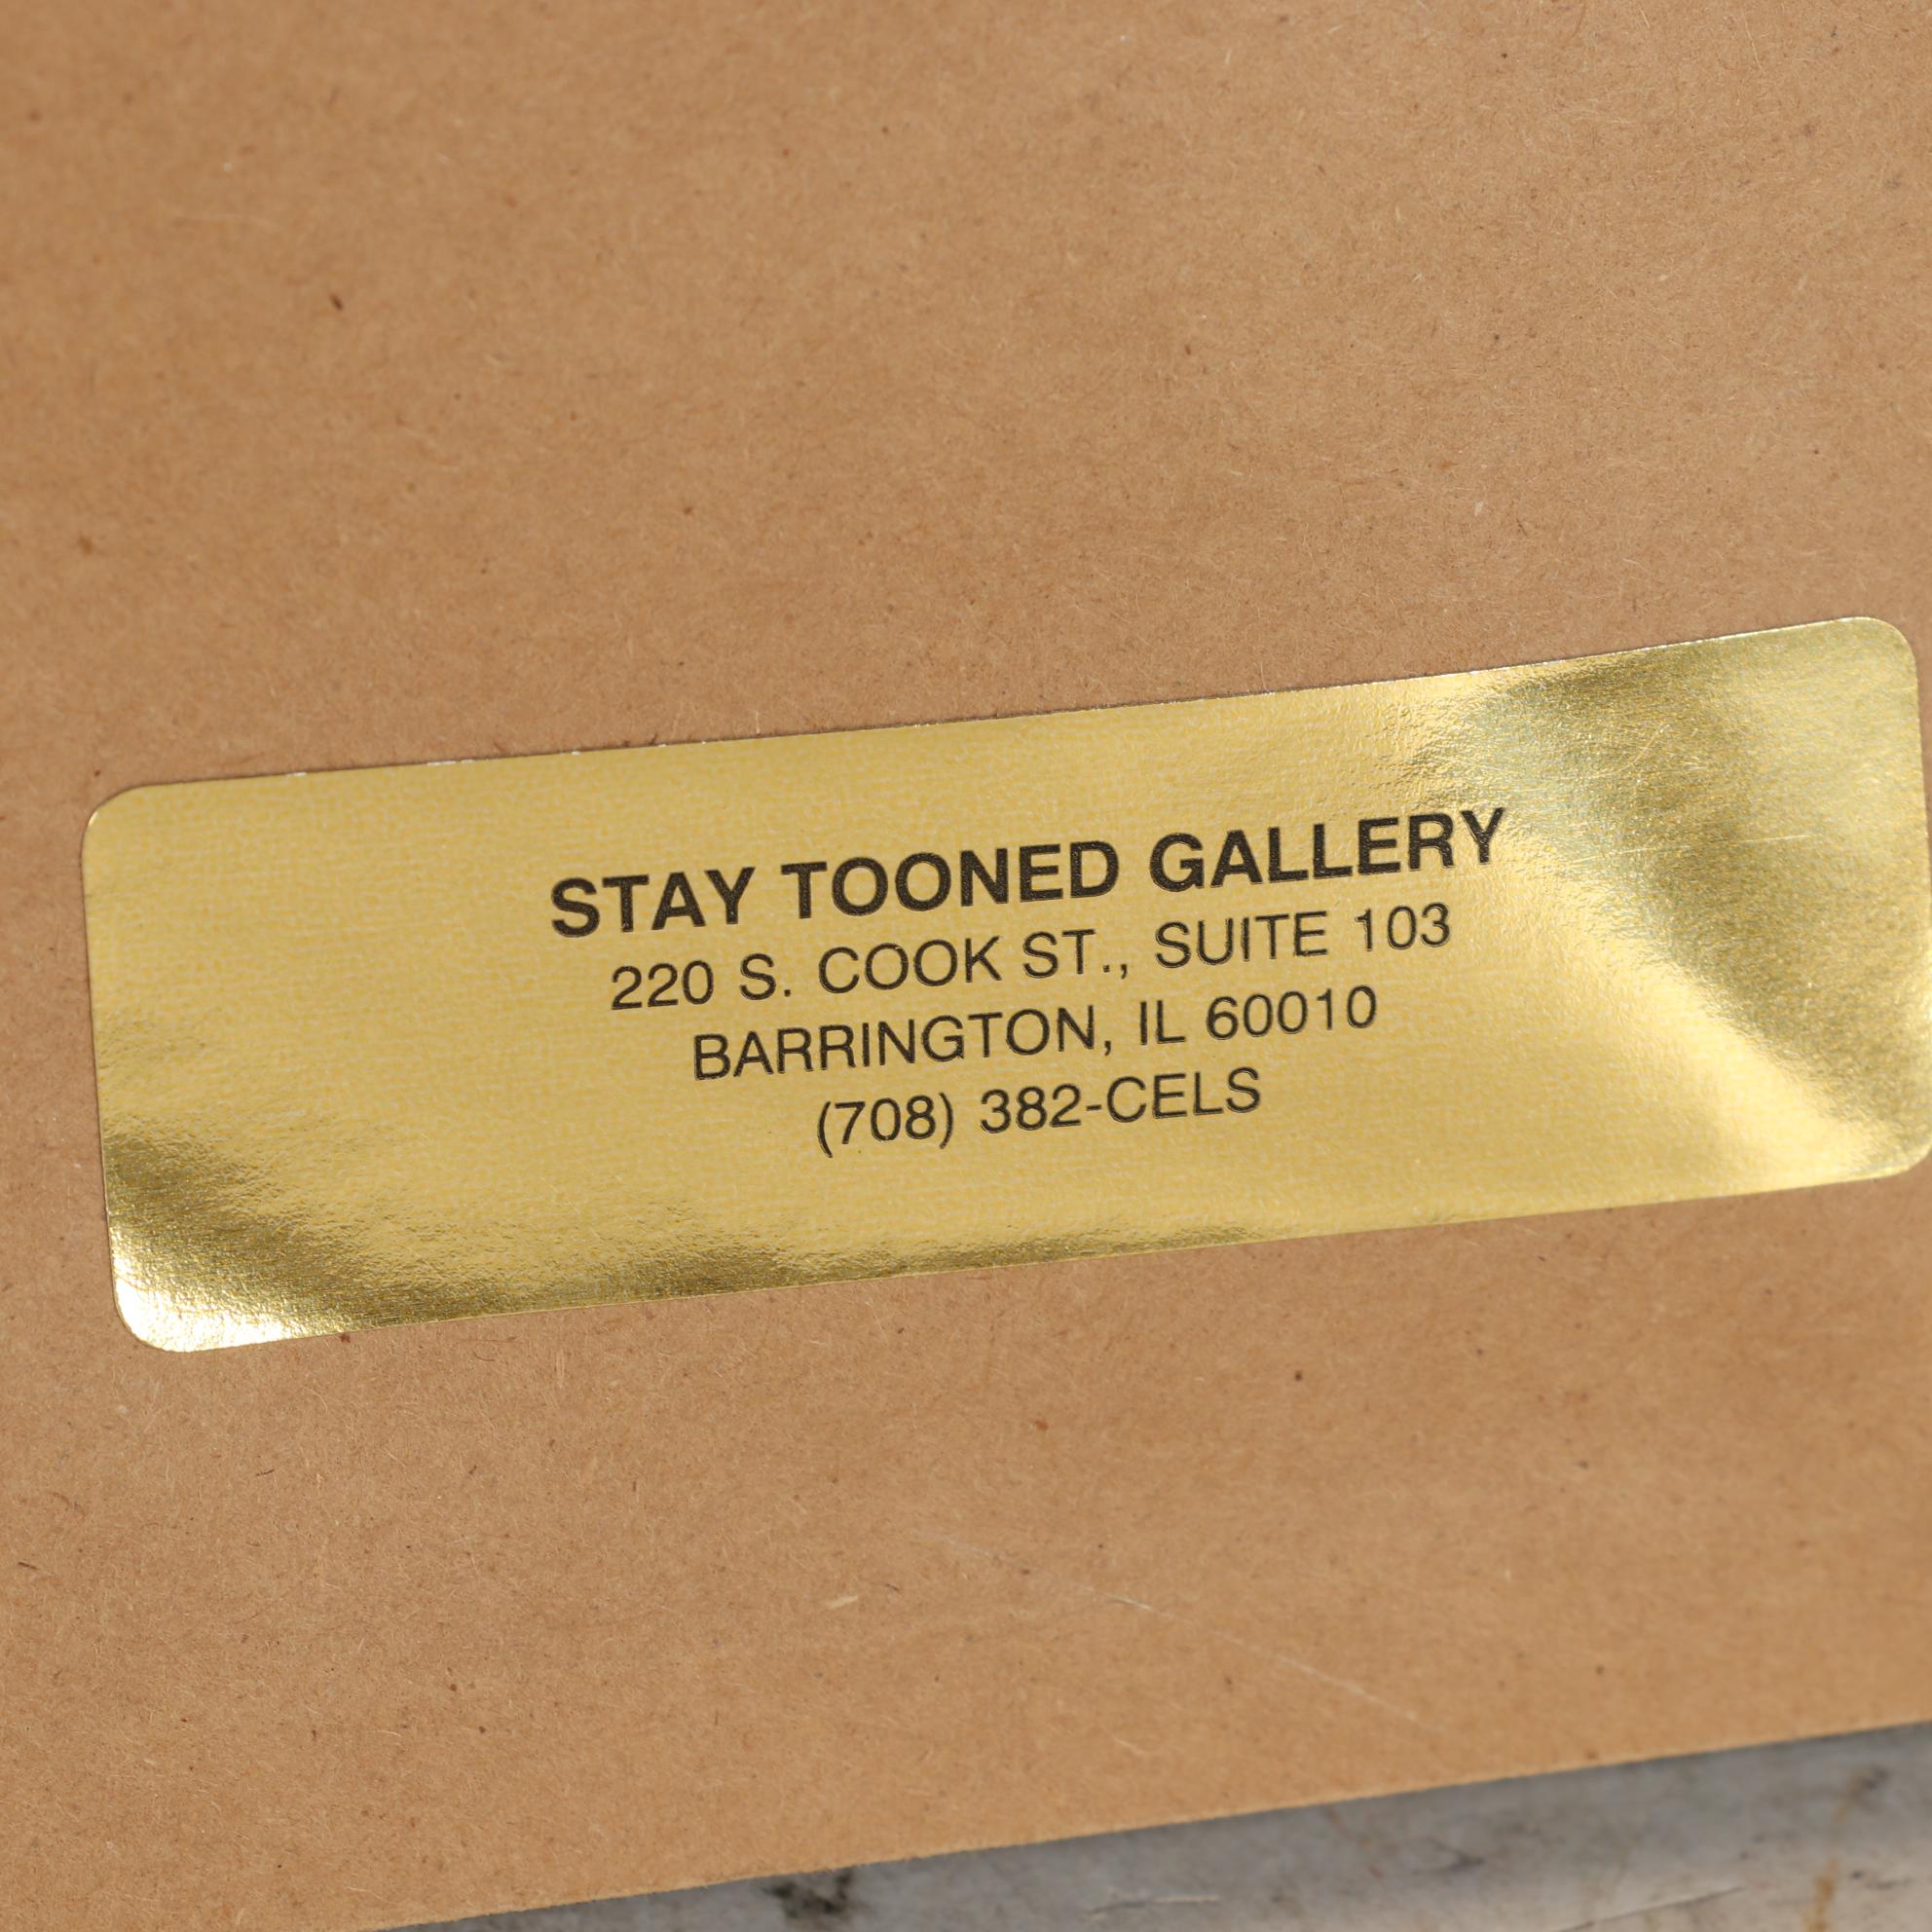 STAY TOONED GALLERY
220 S. COOK ST., SUITE 103
BARRINGTON, IL 60010
(708) 382-CELS